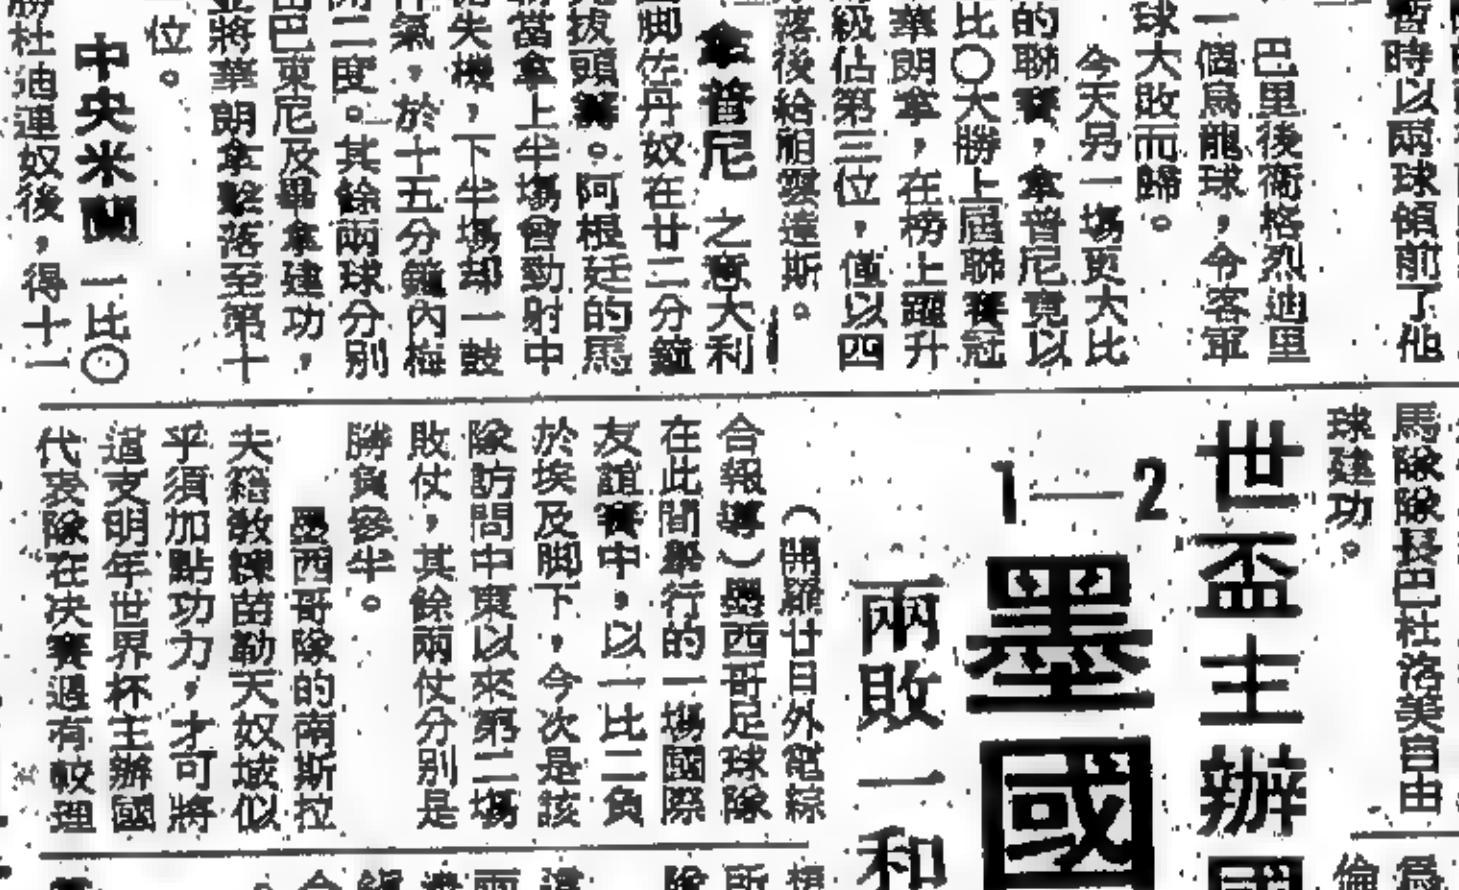 暫時以兩球領前了他
巴里後衞格烈迪里
一個烏龍球，令客軍
球大敗而歸。
今天另一場更大比
的聯賽，拿普尼竟以
比〇大勝上屆聯賽冠
華朗拿，在榜上躍升
級佔第三位，僅以四
落後給祖雲達斯。
拿普尼 之意大利
脚佐丹奴在廿二分鐘
拔頭籌。阿根廷的馬
當拿上半場曾勁射中
失機，下半場却一鼓
作氣，於十五分鐘內梅
開二度。其餘兩球分別
由巴東尼及畢拿建功，
並將華朗拿擊落至第十
位。
中央米蘭 一比〇
勝杜迪運奴後，得十一
馬隊隊長巴杜洛美自由
球建功。
世盃主辦國
1—2
墨國
兩敗一和
（開羅廿日外電綜
合報導）墨西哥足球隊
在此間舉行的一場國際
友誼賽中，以一比二負
於埃及脚下，今次是該
隊訪問中東以來第二場
敗仗，其餘兩仗分別是
勝負參半。
墨西哥隊的南斯拉
夫籍教練苗勒天奴域似
乎須加點功力，才可將
這支明年世界杯主辦國
代表隊在決賽週有較理